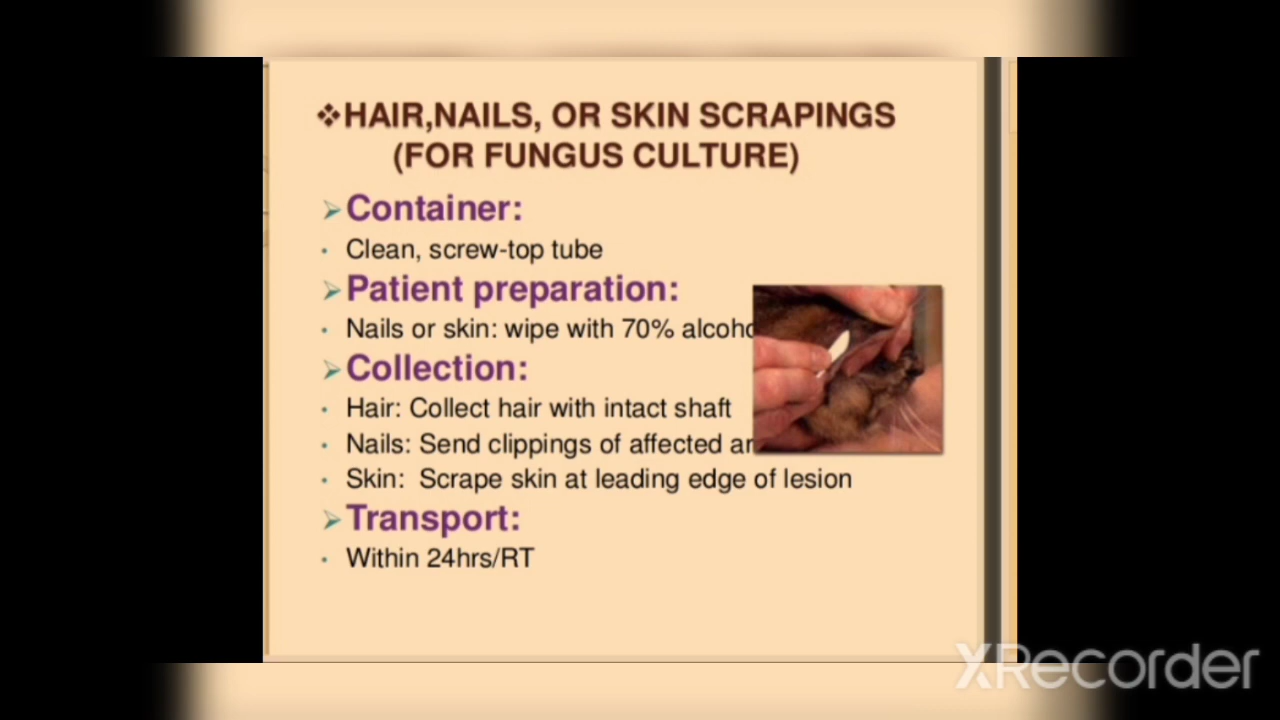 ❖HAIR,NAILS, OR SKIN SCRAPINGS
(FOR FUNGUS CULTURE)
➢Container:
• Clean, screw-top tube
➢Patient preparation:
• Nails or skin: wipe with 70%
➢Collection:
• Hair: Collect hair with intact shaft
• Nails: Send clippings of affected
• Skin: Scrape skin at leading edge of lesion
➢Transport:
• Within 24hrs/RT
XRecorder